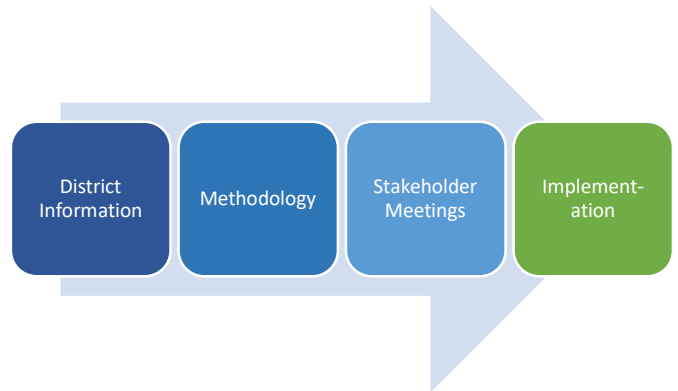 District
Information
Methodology
Stakeholder
Meetings
Implement-
ation